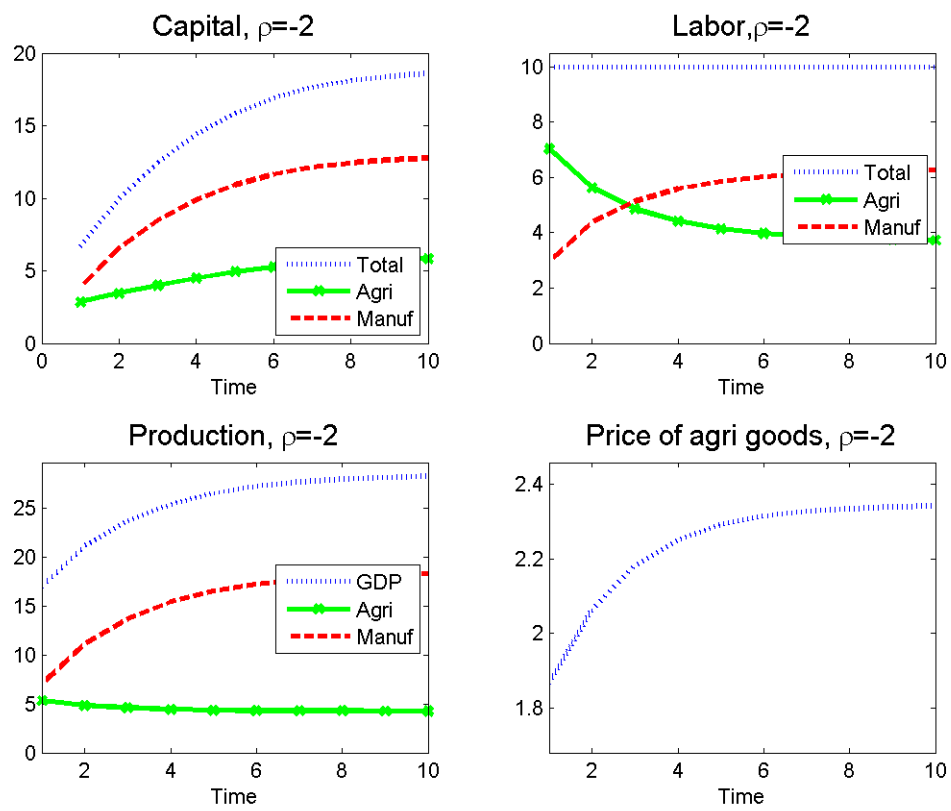 Capital, ρ=-2
20
15
10
5
0
0 2 4 6 8 10
Time
Total
Agri
Manuf
Labor,ρ=-2
10
8
6
4
2
0
2 4 6 8 10
Time
Total
Agri
Manuf
Production, ρ=-2
25
20
15
10
5
0
2 4 6 8 10
Time
GDP
Agri
Manuf
Price of agri goods, ρ=-2
2.4
2.2
2
1.8
2 4 6 8 10
Time